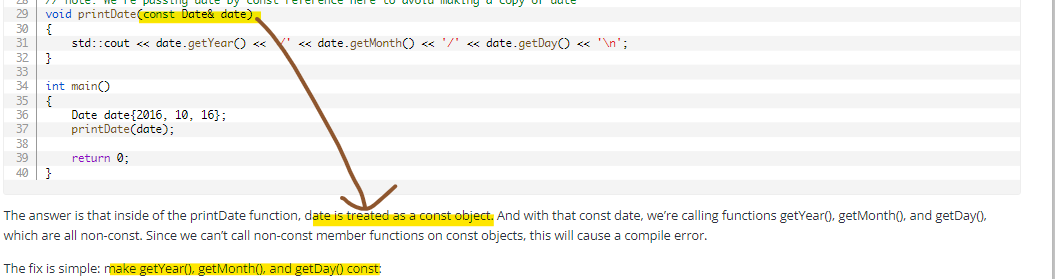 28 // note: We're passing date by const reference here to avoid making a copy of date
29 void printDate(const Date& date)
30 {
31 std::cout << date.getYear() << '/' << date.getMonth() << '/' << date.getDay() << '\n';
32 }
33
34 int main()
35 {
36 Date date{2016, 10, 16};
37 printDate(date);
38
39 return 0;
40 }
The answer is that inside of the printDate function, date is treated as a const object. And with that const date, we're calling functions getYear(), getMonth(), and getDay(),
which are all non-const. Since we can't call non-const member functions on const objects, this will cause a compile error.
The fix is simple: make getYear(), getMonth(), and getDay() const: